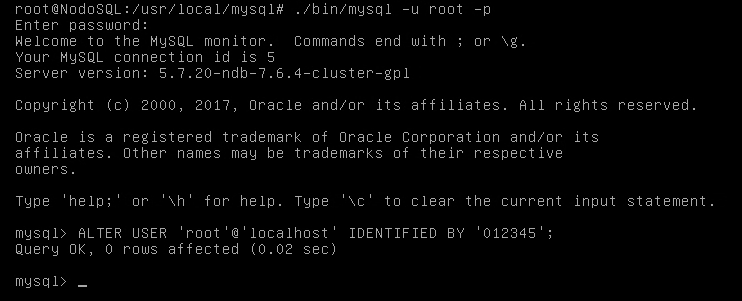 root@NodoSQL:/usr/local/mysql# ./bin/mysql -u root -p
Enter password:
Welcome to the MySQL monitor.  Commands end with ; or \g.
Your MySQL connection id is 5
Server version: 5.7.20-ndb-7.6.4-cluster-gpl
Copyright (c) 2000, 2017, Oracle and/or its affiliates. All rights reserved.
Oracle is a registered trademark of Oracle Corporation and/or its
affiliates. Other names may be trademarks of their respective
owners.
Type 'help;' or '\h' for help. Type '\c' to clear the current input statement.
mysql> ALTER USER 'root'@'localhost' IDENTIFIED BY '012345';
Query OK, 0 rows affected (0.02 sec)
mysql> _